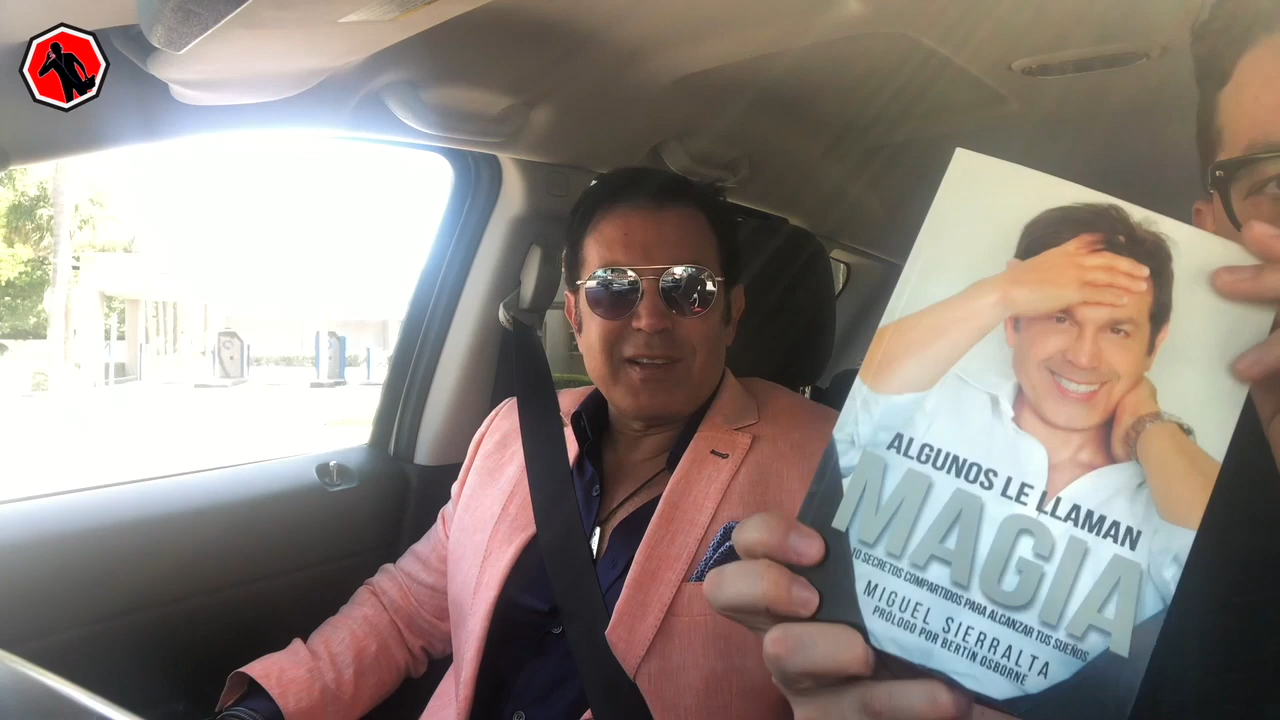 ALGUNOS LE LLAMAN
MAGIA
10 SECRETOS COMPARTIDOS PARA ALCANZAR TUS SUEÑOS
MIGUEL SIERRALTA
PRÓLOGO POR BERTÍN OSBORNE